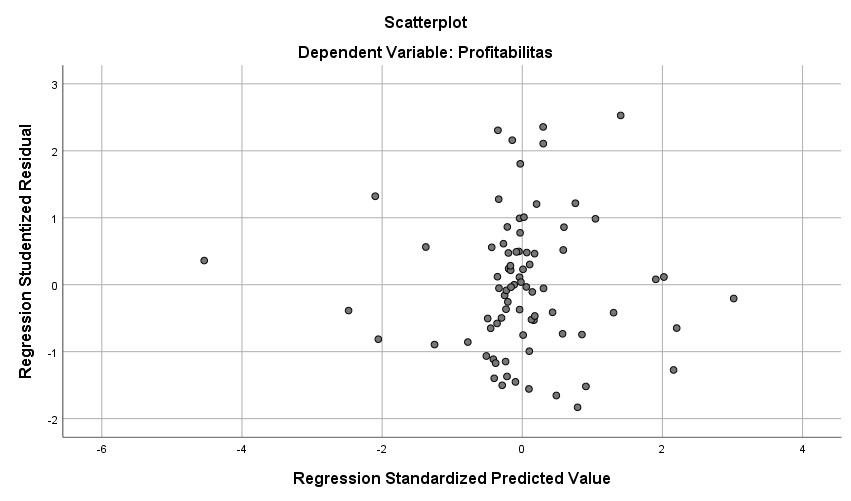 Scatterplot
Dependent Variable: Profitabilitas
Regression Studentized Residual
3
2
1
0
-1
-2
-6 -4 -2 0 2 4
Regression Standardized Predicted Value